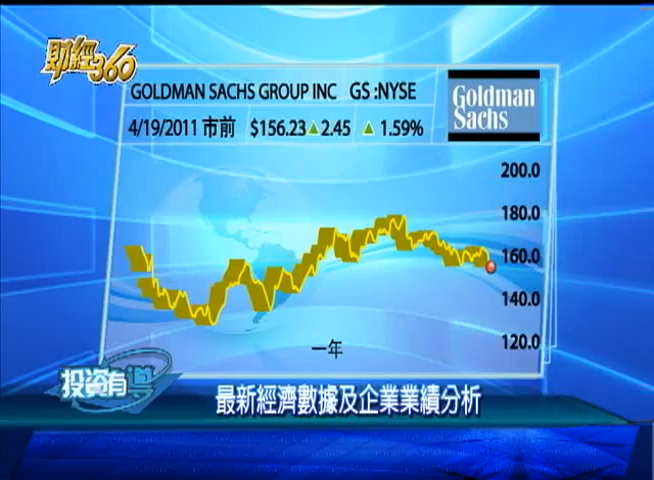 財經360
GOLDMAN SACHS GROUP INC GS :NYSE
4/19/2011 市前 $156.23▲2.45 ▲ 1.59%
Goldman
Sachs
200.0
180.0
160.0
140.0
120.0
一年
投資有導
最新經濟數據及企業業績分析